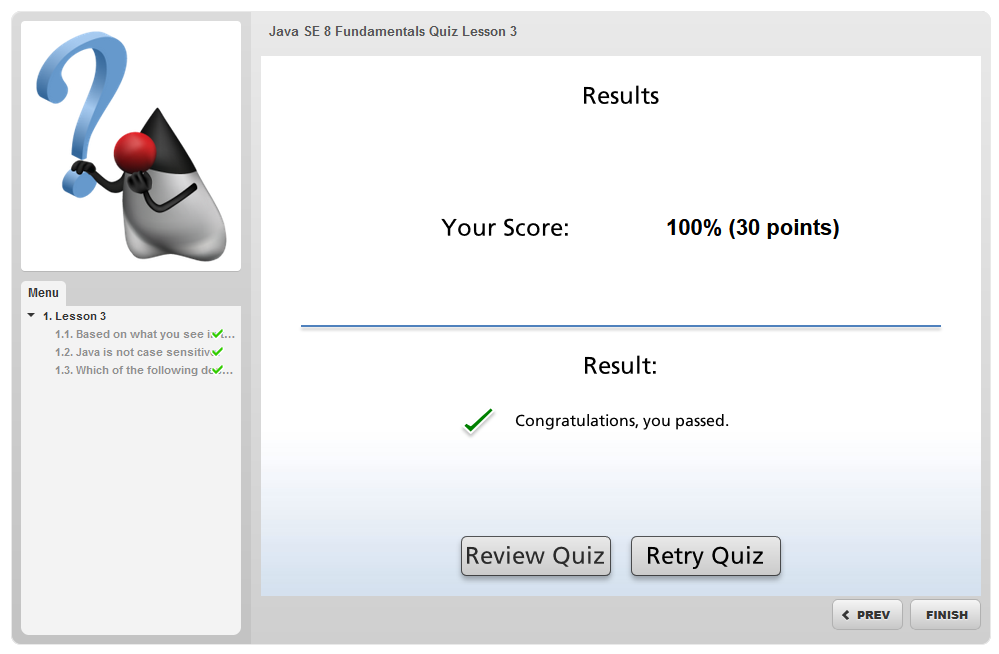 Java SE 8 Fundamentals Quiz Lesson 3
Results
Your Score: 100% (30 points)
Result:
Congratulations, you passed.
Review Quiz Retry Quiz
Menu
1. Lesson 3
1.1. Based on what you see
1.2. Java is not case
1.3. Which of the following
PREV FINISH